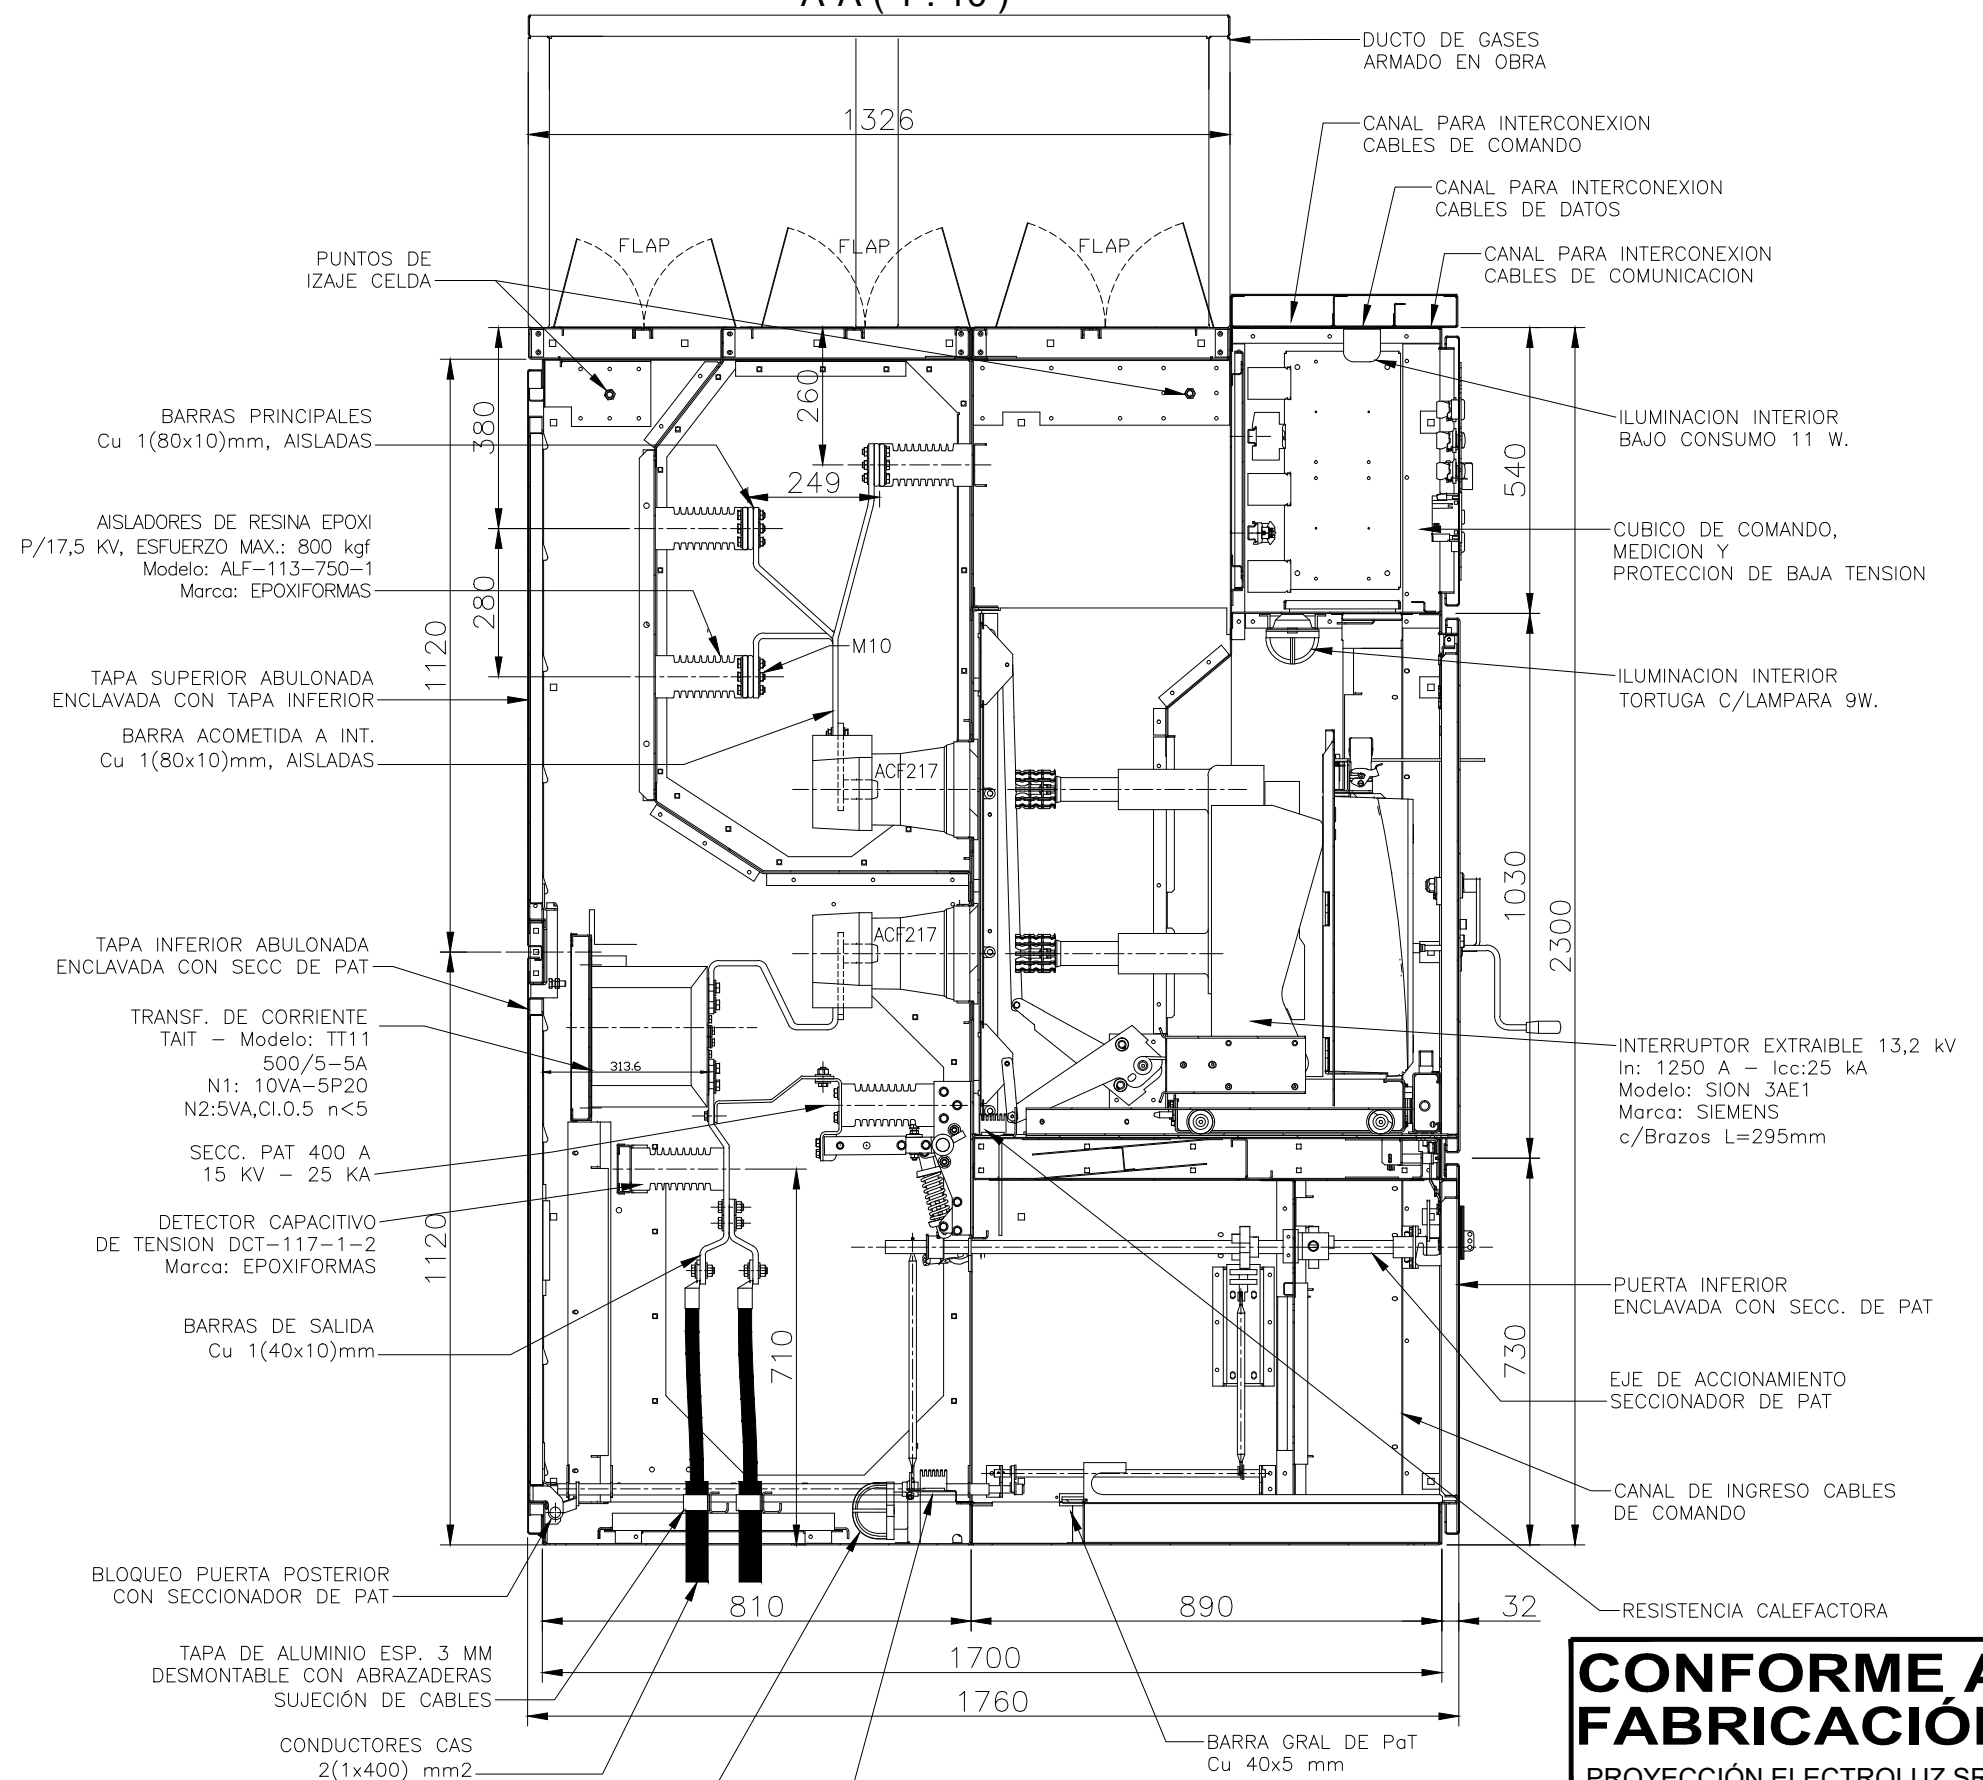 A-A ( 1 : 10 )
DUCTO DE GASES
ARMADO EN OBRA
1326
CANAL PARA INTERCONEXION
CABLES DE COMANDO
CANAL PARA INTERCONEXION
CABLES DE DATOS
CANAL PARA INTERCONEXION
CABLES DE COMUNICACION
FLAP
FLAP
FLAP
PUNTOS DE
IZAJE CELDA
BARRAS PRINCIPALES
Cu 1(80x10)mm, AISLADAS
380
260
249
540
ILUMINACION INTERIOR
BAJO CONSUMO 11 W.
AISLADORES DE RESINA EPOXI
P/17,5 KV, ESFUERZO MAX.: 800 kgf
Modelo: ALF-113-750-1
Marca: EPOXIFORMAS
280
CUBICO DE COMANDO,
MEDICION Y
PROTECCION DE BAJA TENSION
1120
M10
TAPA SUPERIOR ABULONADA
ENCLAVADA CON TAPA INFERIOR
ILUMINACION INTERIOR
TORTUGA C/LAMPARA 9W.
BARRA ACOMETIDA A INT.
Cu 1(80x10)mm, AISLADAS
ACF217
ACF217
1030
2300
TAPA INFERIOR ABULONADA
ENCLAVADA CON SECC DE PAT
TRANSF. DE CORRIENTE
TAIT - Modelo: TT11
500/5-5A
N1: 10VA-5P20
N2:5VA,Cl.0.5 n<5
313.6
INTERRUPTOR EXTRAIBLE 13,2 kV
In: 1250 A - Icc:25 kA
Modelo: SION 3AE1
Marca: SIEMENS
c/Brazos L=295mm
SECC. PAT 400 A
15 KV - 25 KA
DETECTOR CAPACITIVO
DE TENSION DCT-117-1-2
Marca: EPOXIFORMAS
1120
PUERTA INFERIOR
ENCLAVADA CON SECC. DE PAT
BARRAS DE SALIDA
Cu 1(40x10)mm
710
730
EJE DE ACCIONAMIENTO
SECCIONADOR DE PAT
CANAL DE INGRESO CABLES
DE COMANDO
BLOQUEO PUERTA POSTERIOR
CON SECCIONADOR DE PAT
810
890
32
RESISTENCIA CALEFACTORA
TAPA DE ALUMINIO ESP. 3 MM
DESMONTABLE CON ABRAZADERAS
SUJECIÓN DE CABLES
1700
1760
CONDUCTORES CAS
2(1x400) mm2
BARRA GRAL DE PaT
Cu 40x5 mm
CONFORME A
FABRICACIÓN
PROYECCIÓN ELECTROLUZ SR